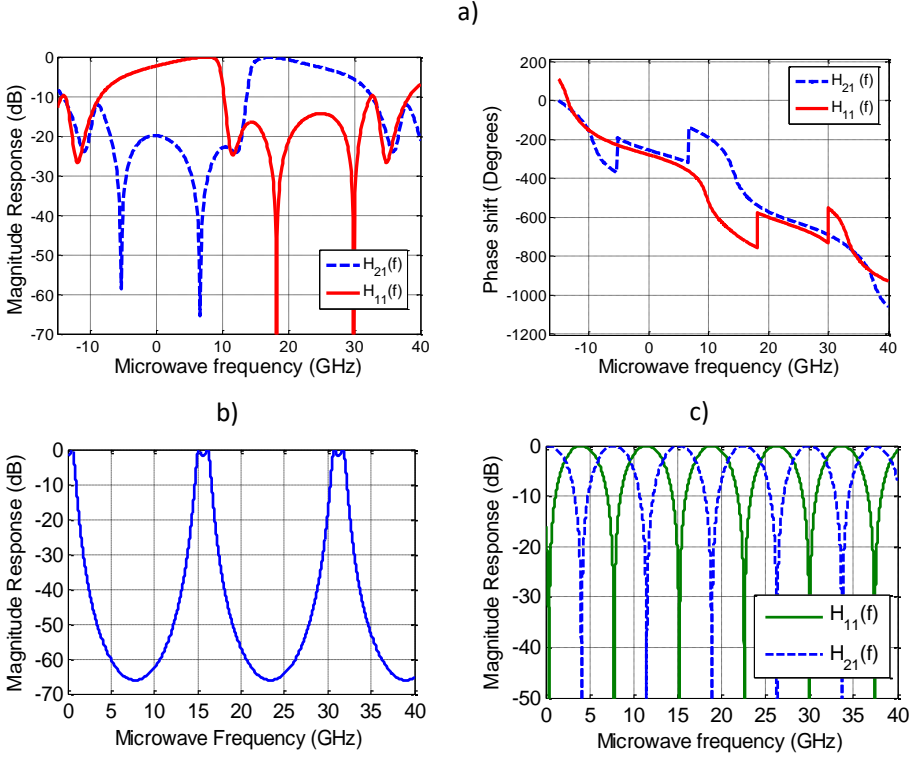 a)
0
-10
-20
-30
-40
-50
-60
-70
Magnitude Response (dB)
-10 0 10 20 30 40
Microwave frequency (GHz)
H21(f)
H11(f)
200
0
-200
-400
-600
-800
-1000
-1200
Phase shift (Degrees)
-10 0 10 20 30 40
Microwave frequency (GHz)
H21(f)
H11(f)
b)
0
-10
-20
-30
-40
-50
-60
-70
Magnitude Response (dB)
0 5 10 15 20 25 30 35 40
Microwave Frequency (GHz)
c)
0
-10
-20
-30
-40
-50
Magnitude Response (dB)
0 5 10 15 20 25 30 35 40
Microwave frequency (GHz)
H11(f)
H21(f)